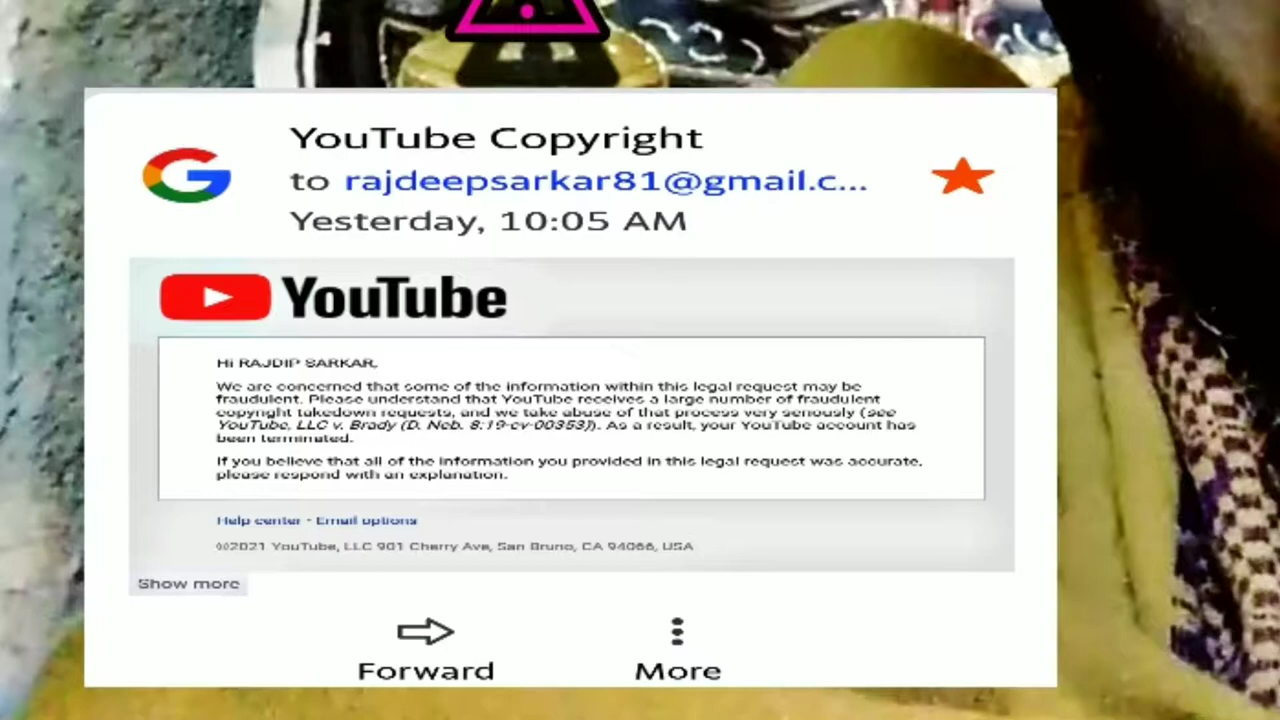 YouTube Copyright
to rajdeepsarkar81@gmail.c...
Yesterday, 10:05 AM
YouTube
Hi RAJDIP SARKAR,
We are concerned that some of the information within this legal request may be
fraudulent. Please understand that YouTube receives a large number of fraudulent
copyright takedown requests, and we take abuse of that process very seriously (see
YouTube, LLC v. Brady (D. Neb. 8:19-cv-00353)). As a result, your YouTube account has
been terminated.
If you believe that all of the information you provided in this legal request was accurate,
please respond with an explanation.
Help center - Email options
©2021 YouTube, LLC 901 Cherry Ave, San Bruno, CA 94066, USA
Show more
Forward More